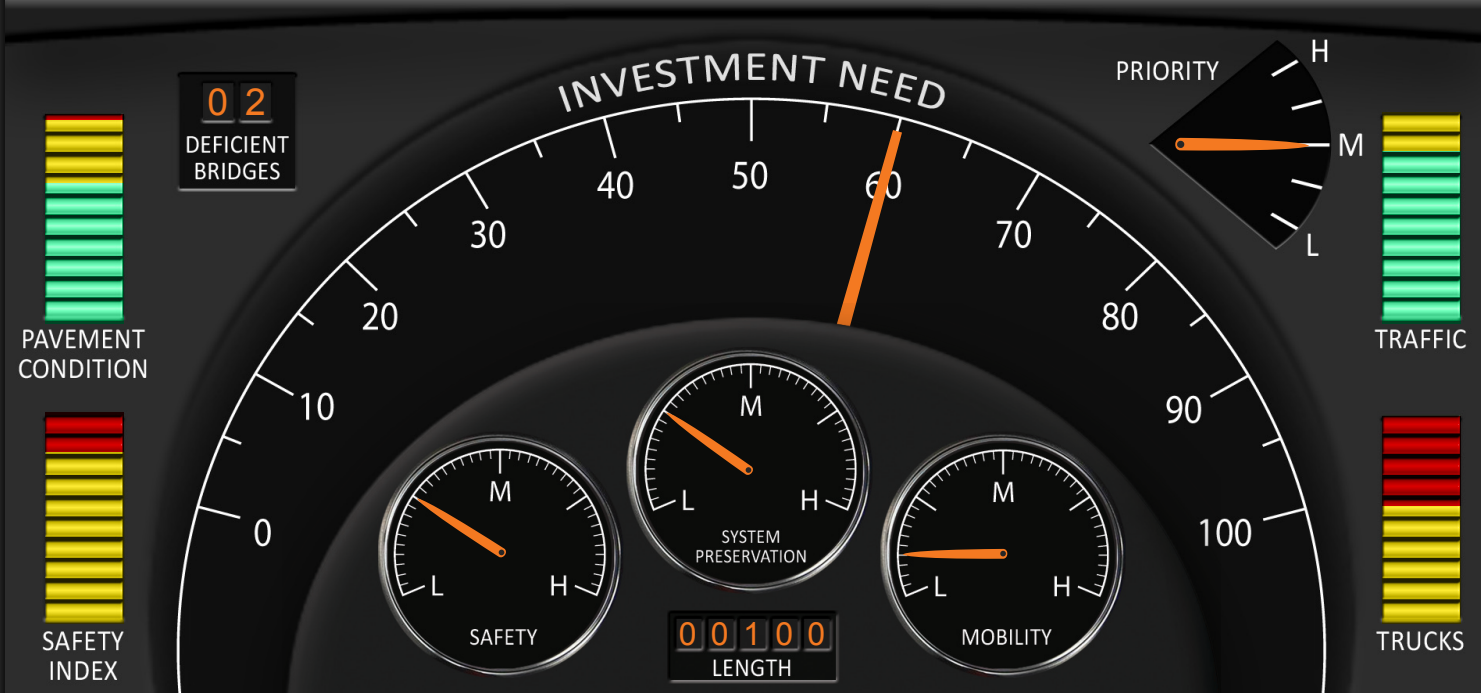 INVESTMENT NEED
PRIORITY
H
M
L
02
DEFICIENT
BRIDGES
PAVEMENT
CONDITION
SAFETY
INDEX
0
10
20
30
40
50
60
70
80
90
100
TRAFFIC
TRUCKS
M
L
H
SAFETY
M
L
H
SYSTEM
PRESERVATION
M
L
H
MOBILITY
00100
LENGTH